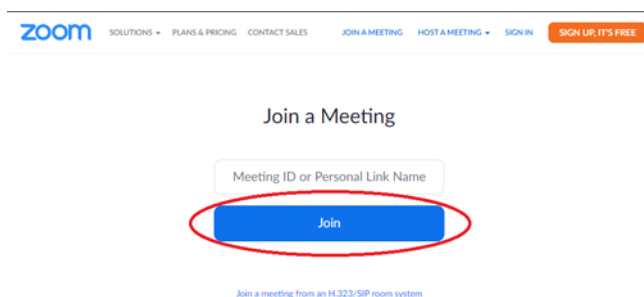 zoom SOLUTIONS PLANS & PRICING CONTACT SALES JOIN A MEETING HOST A MEETING SIGN IN SIGN UP, IT'S FREE
Join a Meeting
Meeting ID or Personal Link Name
Join
Join a meeting from an H.323/SIP room system